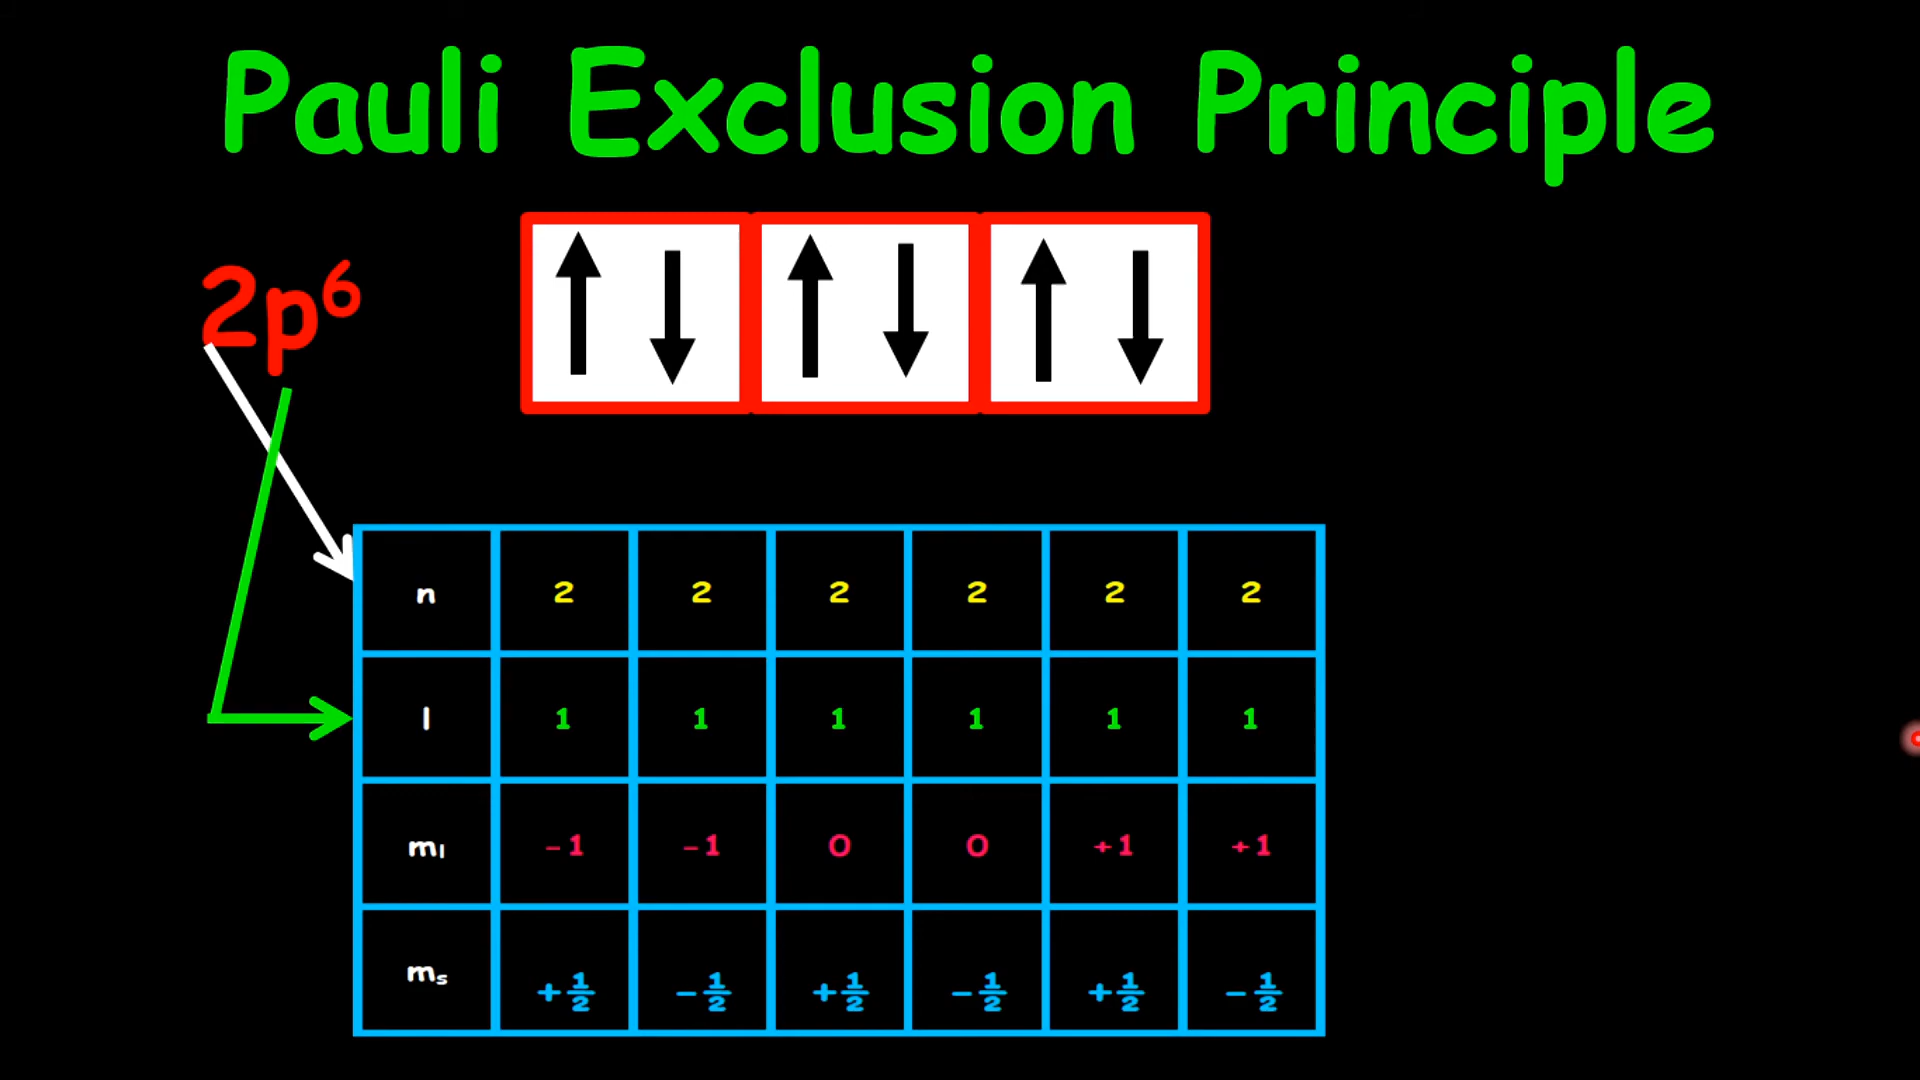 Pauli Exclusion Principle
2p⁶
n 2 2 2 2 2 2
l 1 1 1 1 1 1
mₗ -1 -1 0 0 +1 +1
mₛ +½ -½ +½ -½ +½ -½